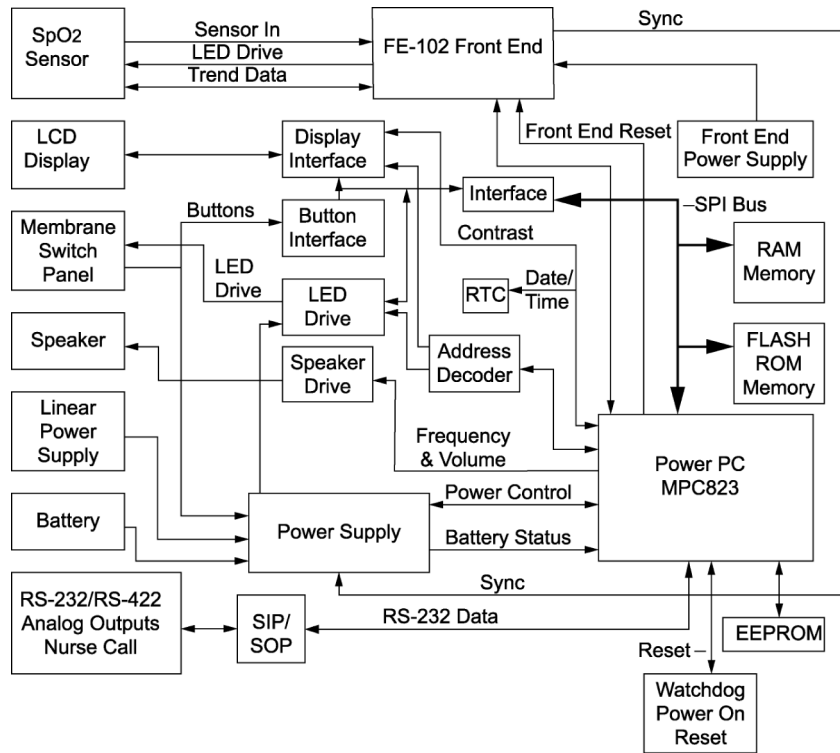 SpO2
Sensor
Sensor In
LED Drive
Trend Data
FE-102 Front End
Sync
LCD
Display
Display
Interface
Front End Reset
Front End
Power Supply
Membrane
Switch
Panel
Buttons
Button
Interface
Interface
SPI Bus
Contrast
RAM
Memory
LED
Drive
LED
Drive
RTC
Date/
Time
Speaker
Speaker
Drive
Address
Decoder
FLASH
ROM
Memory
Linear
Power
Supply
Frequency
& Volume
Power PC
MPC823
Battery
Power Supply
Power Control
Battery Status
Sync
RS-232/RS-422
Analog Outputs
Nurse Call
SIP/
SOP
RS-232 Data
EEPROM
Reset
Watchdog
Power On
Reset